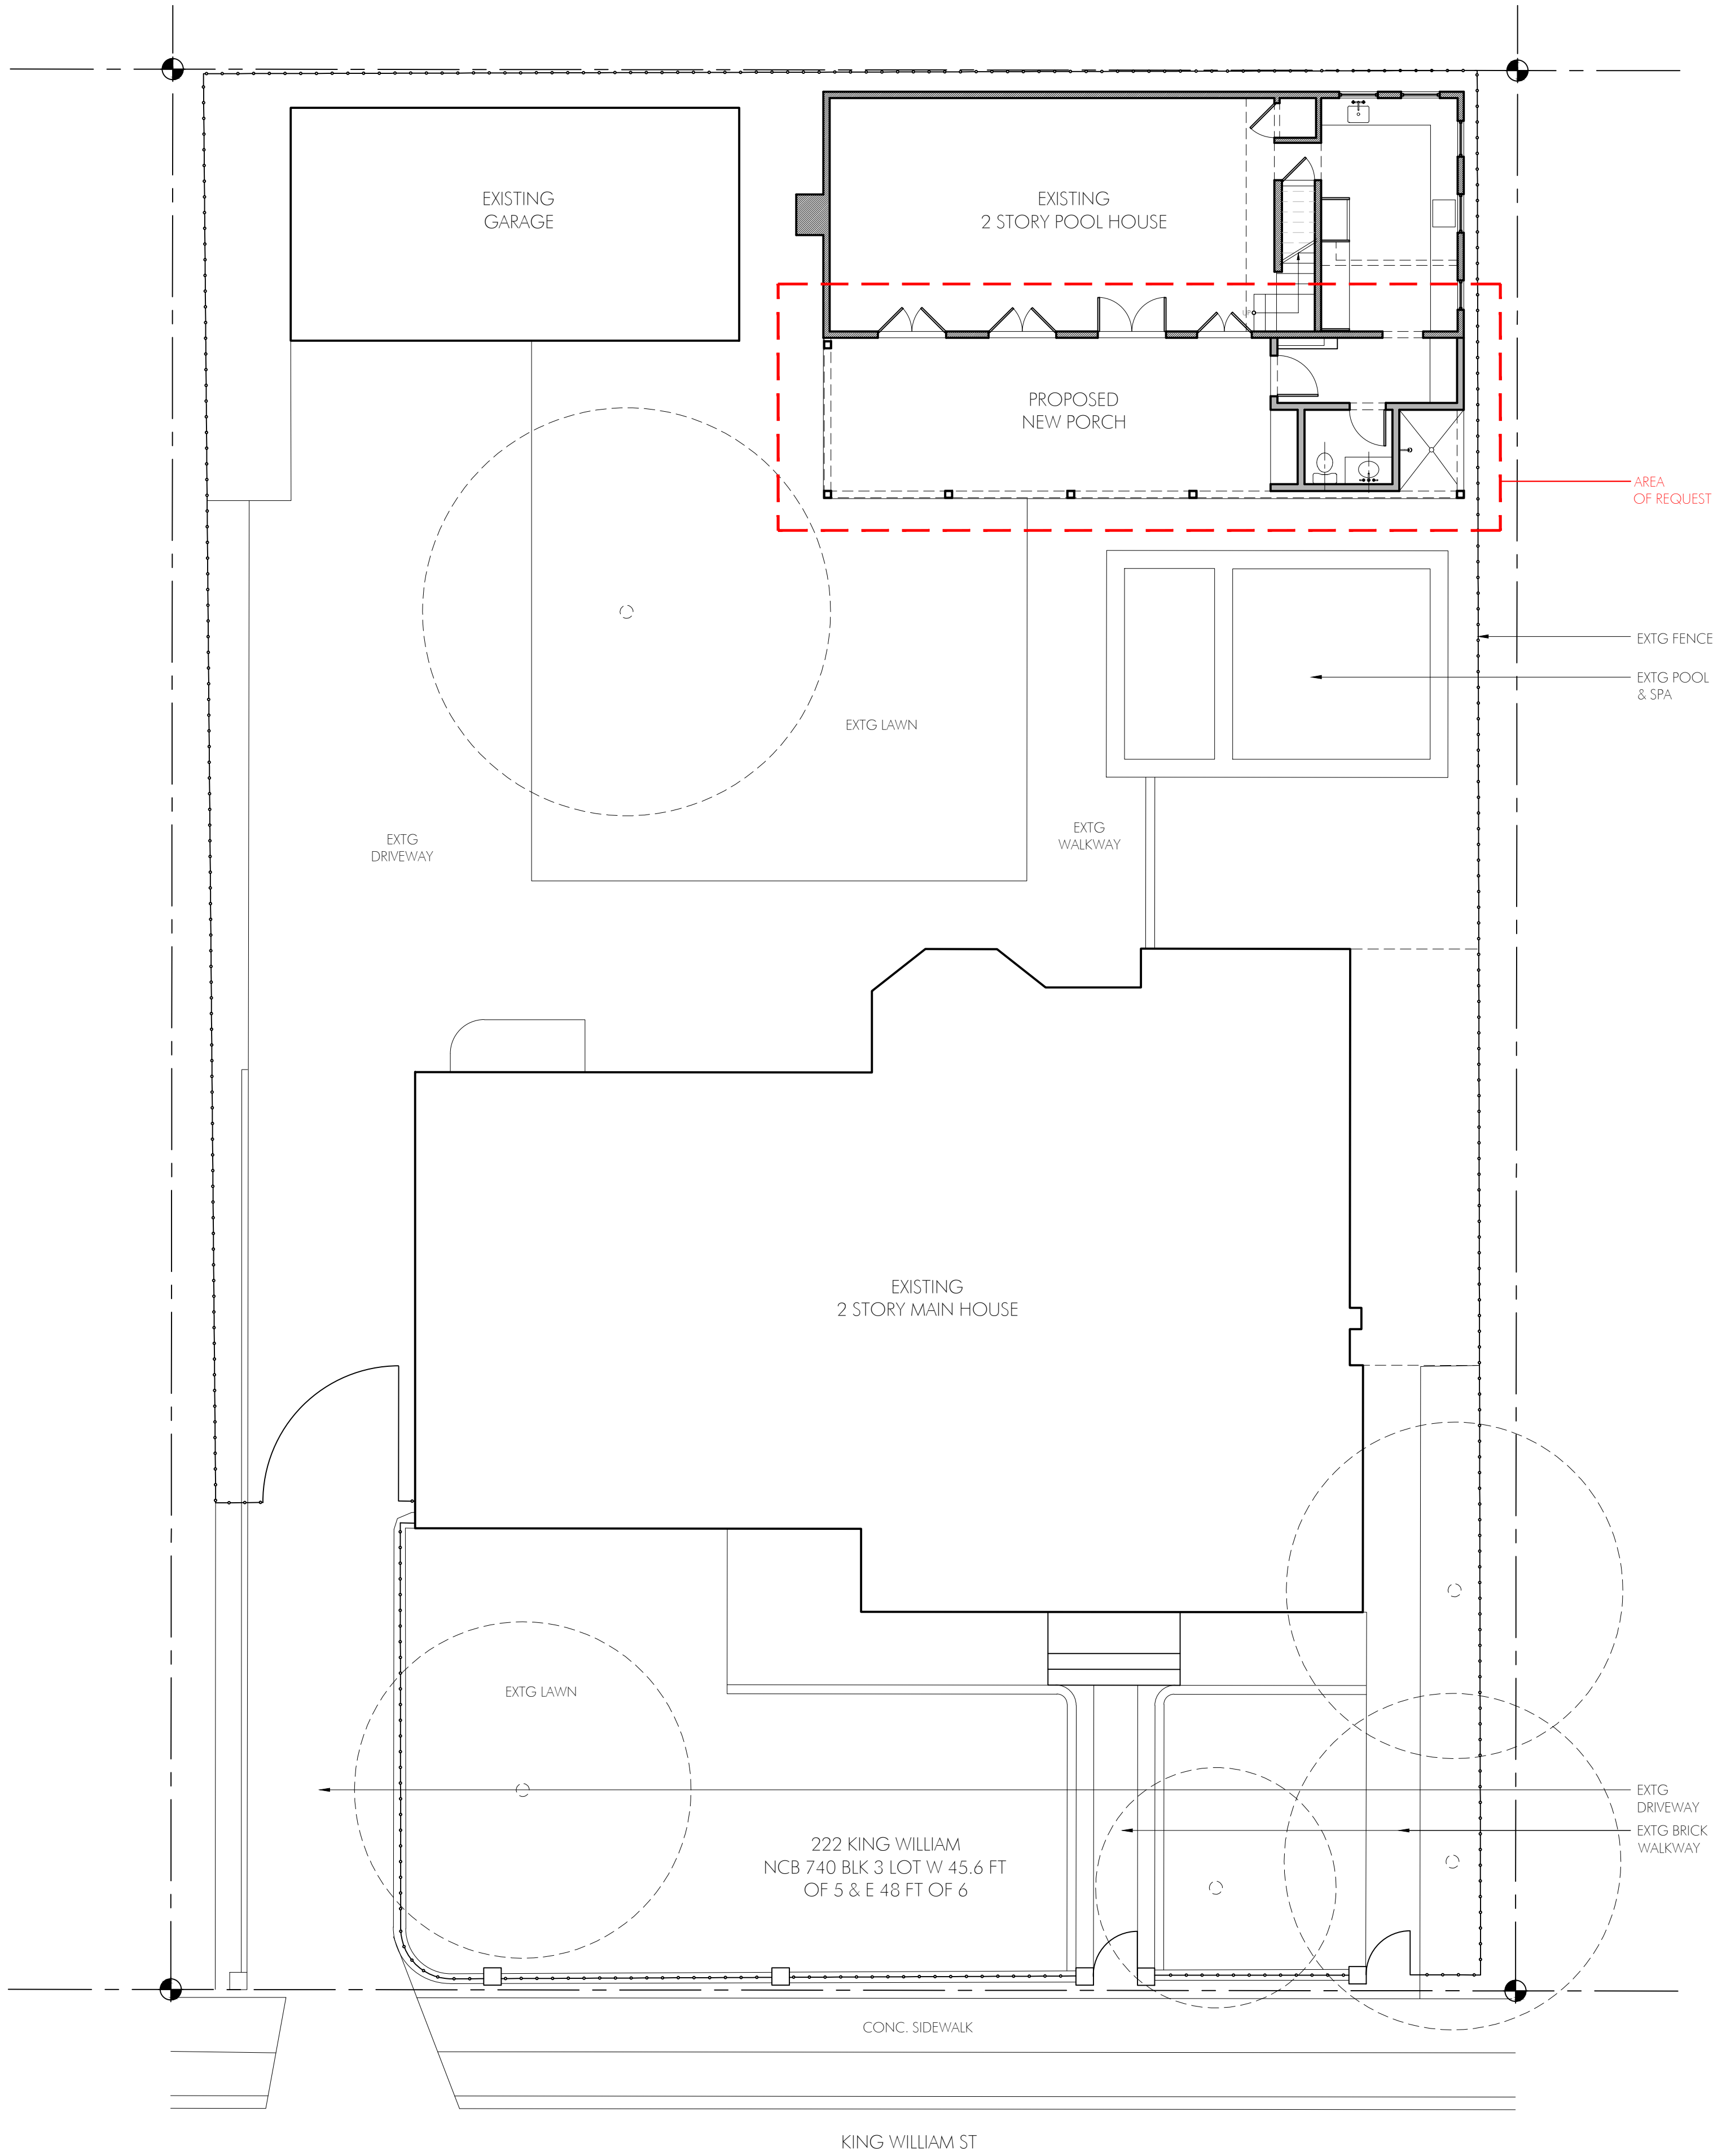 EXISTING
GARAGE
EXISTING
2 STORY POOL HOUSE
PROPOSED
NEW PORCH
AREA
OF REQUEST
EXTG FENCE
EXTG POOL
& SPA
EXTG LAWN
EXTG
DRIVEWAY
EXTG
WALKWAY
EXISTING
2 STORY MAIN HOUSE
EXTG LAWN
EXTG
DRIVEWAY
EXTG BRICK
WALKWAY
222 KING WILLIAM
NCB 740 BLK 3 LOT W 45.6 FT
OF 5 & E 48 FT OF 6
CONC. SIDEWALK
KING WILLIAM ST